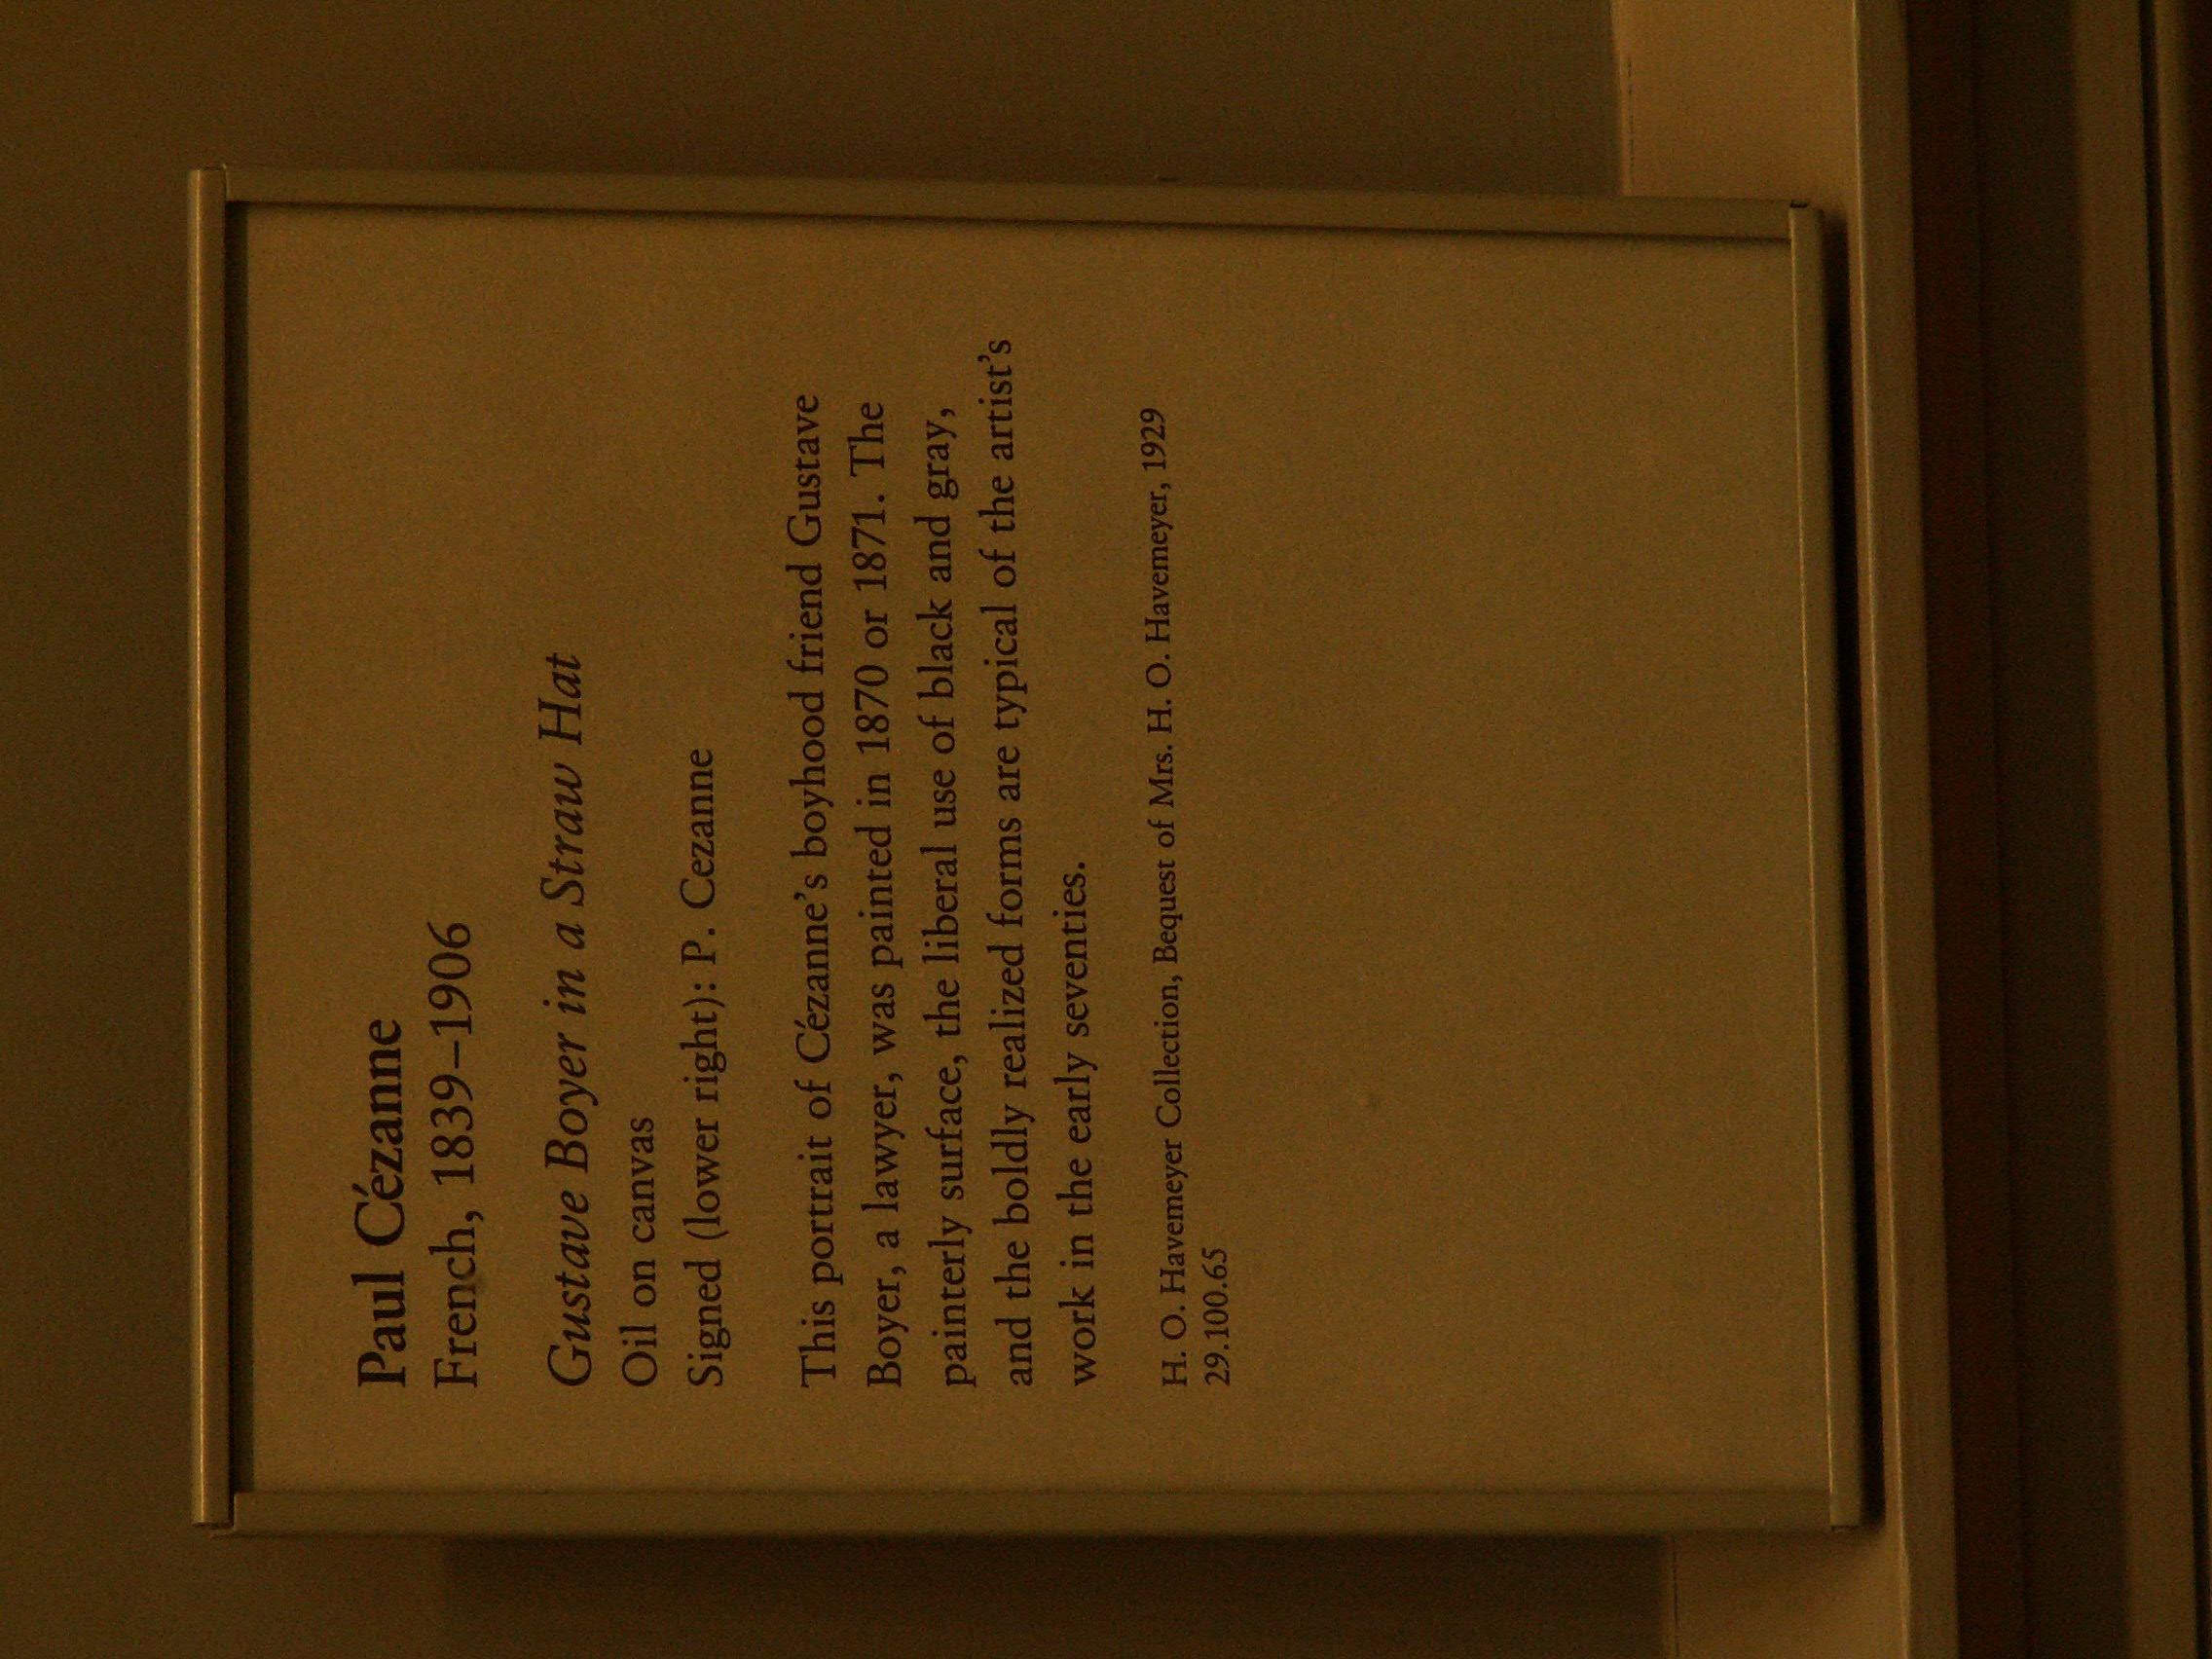 Paul Cézanne
French, 1839–1906
Gustave Boyer in a Straw Hat
Oil on canvas
Signed (lower right): P. Cezanne
This portrait of Cézanne's boyhood friend Gustave
Boyer, a lawyer, was painted in 1870 or 1871. The
painterly surface, the liberal use of black and gray,
and the boldly realized forms are typical of the artist's
work in the early seventies.
H. O. Havemeyer Collection, Bequest of Mrs. H. O. Havemeyer, 1929
29.100.65